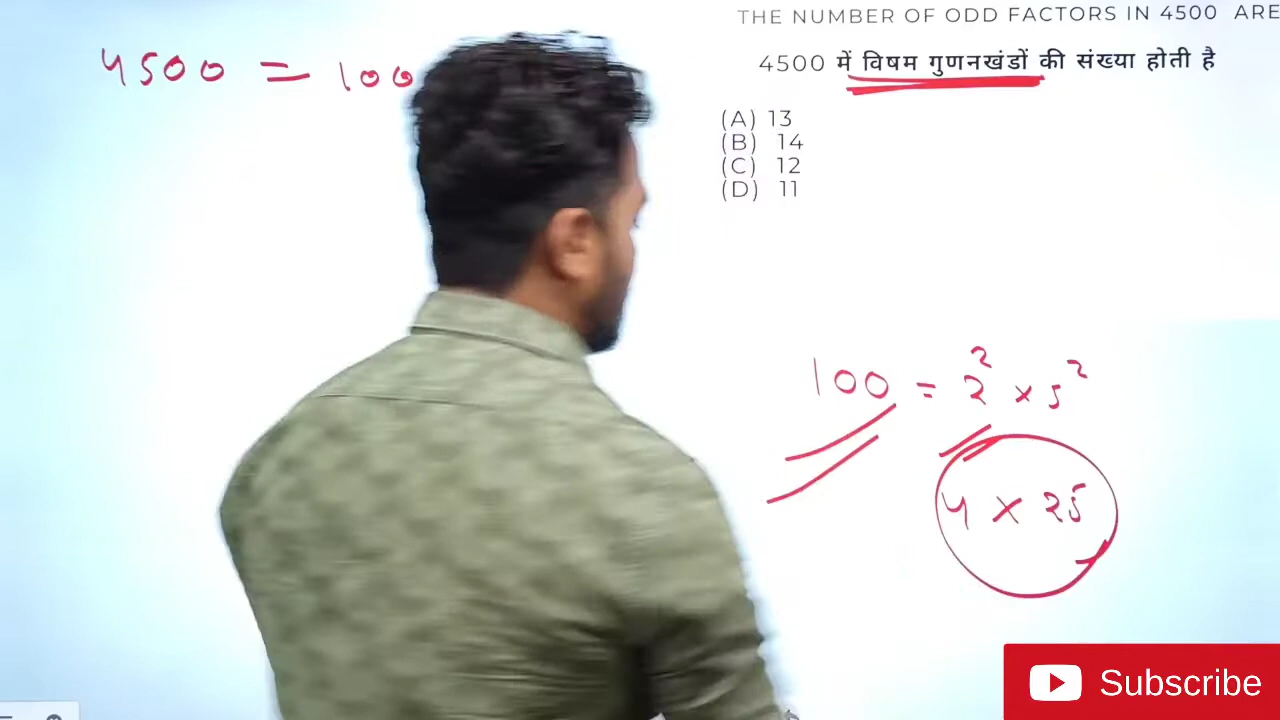 THE NUMBER OF ODD FACTORS IN 4500 ARE
4500 में विषम गुणनखंडों की संख्या होती है
(A) 13
(B) 14
(C) 12
(D) 11
4500 = 100
100 = 2² × 5²
4 × 25
Subscribe